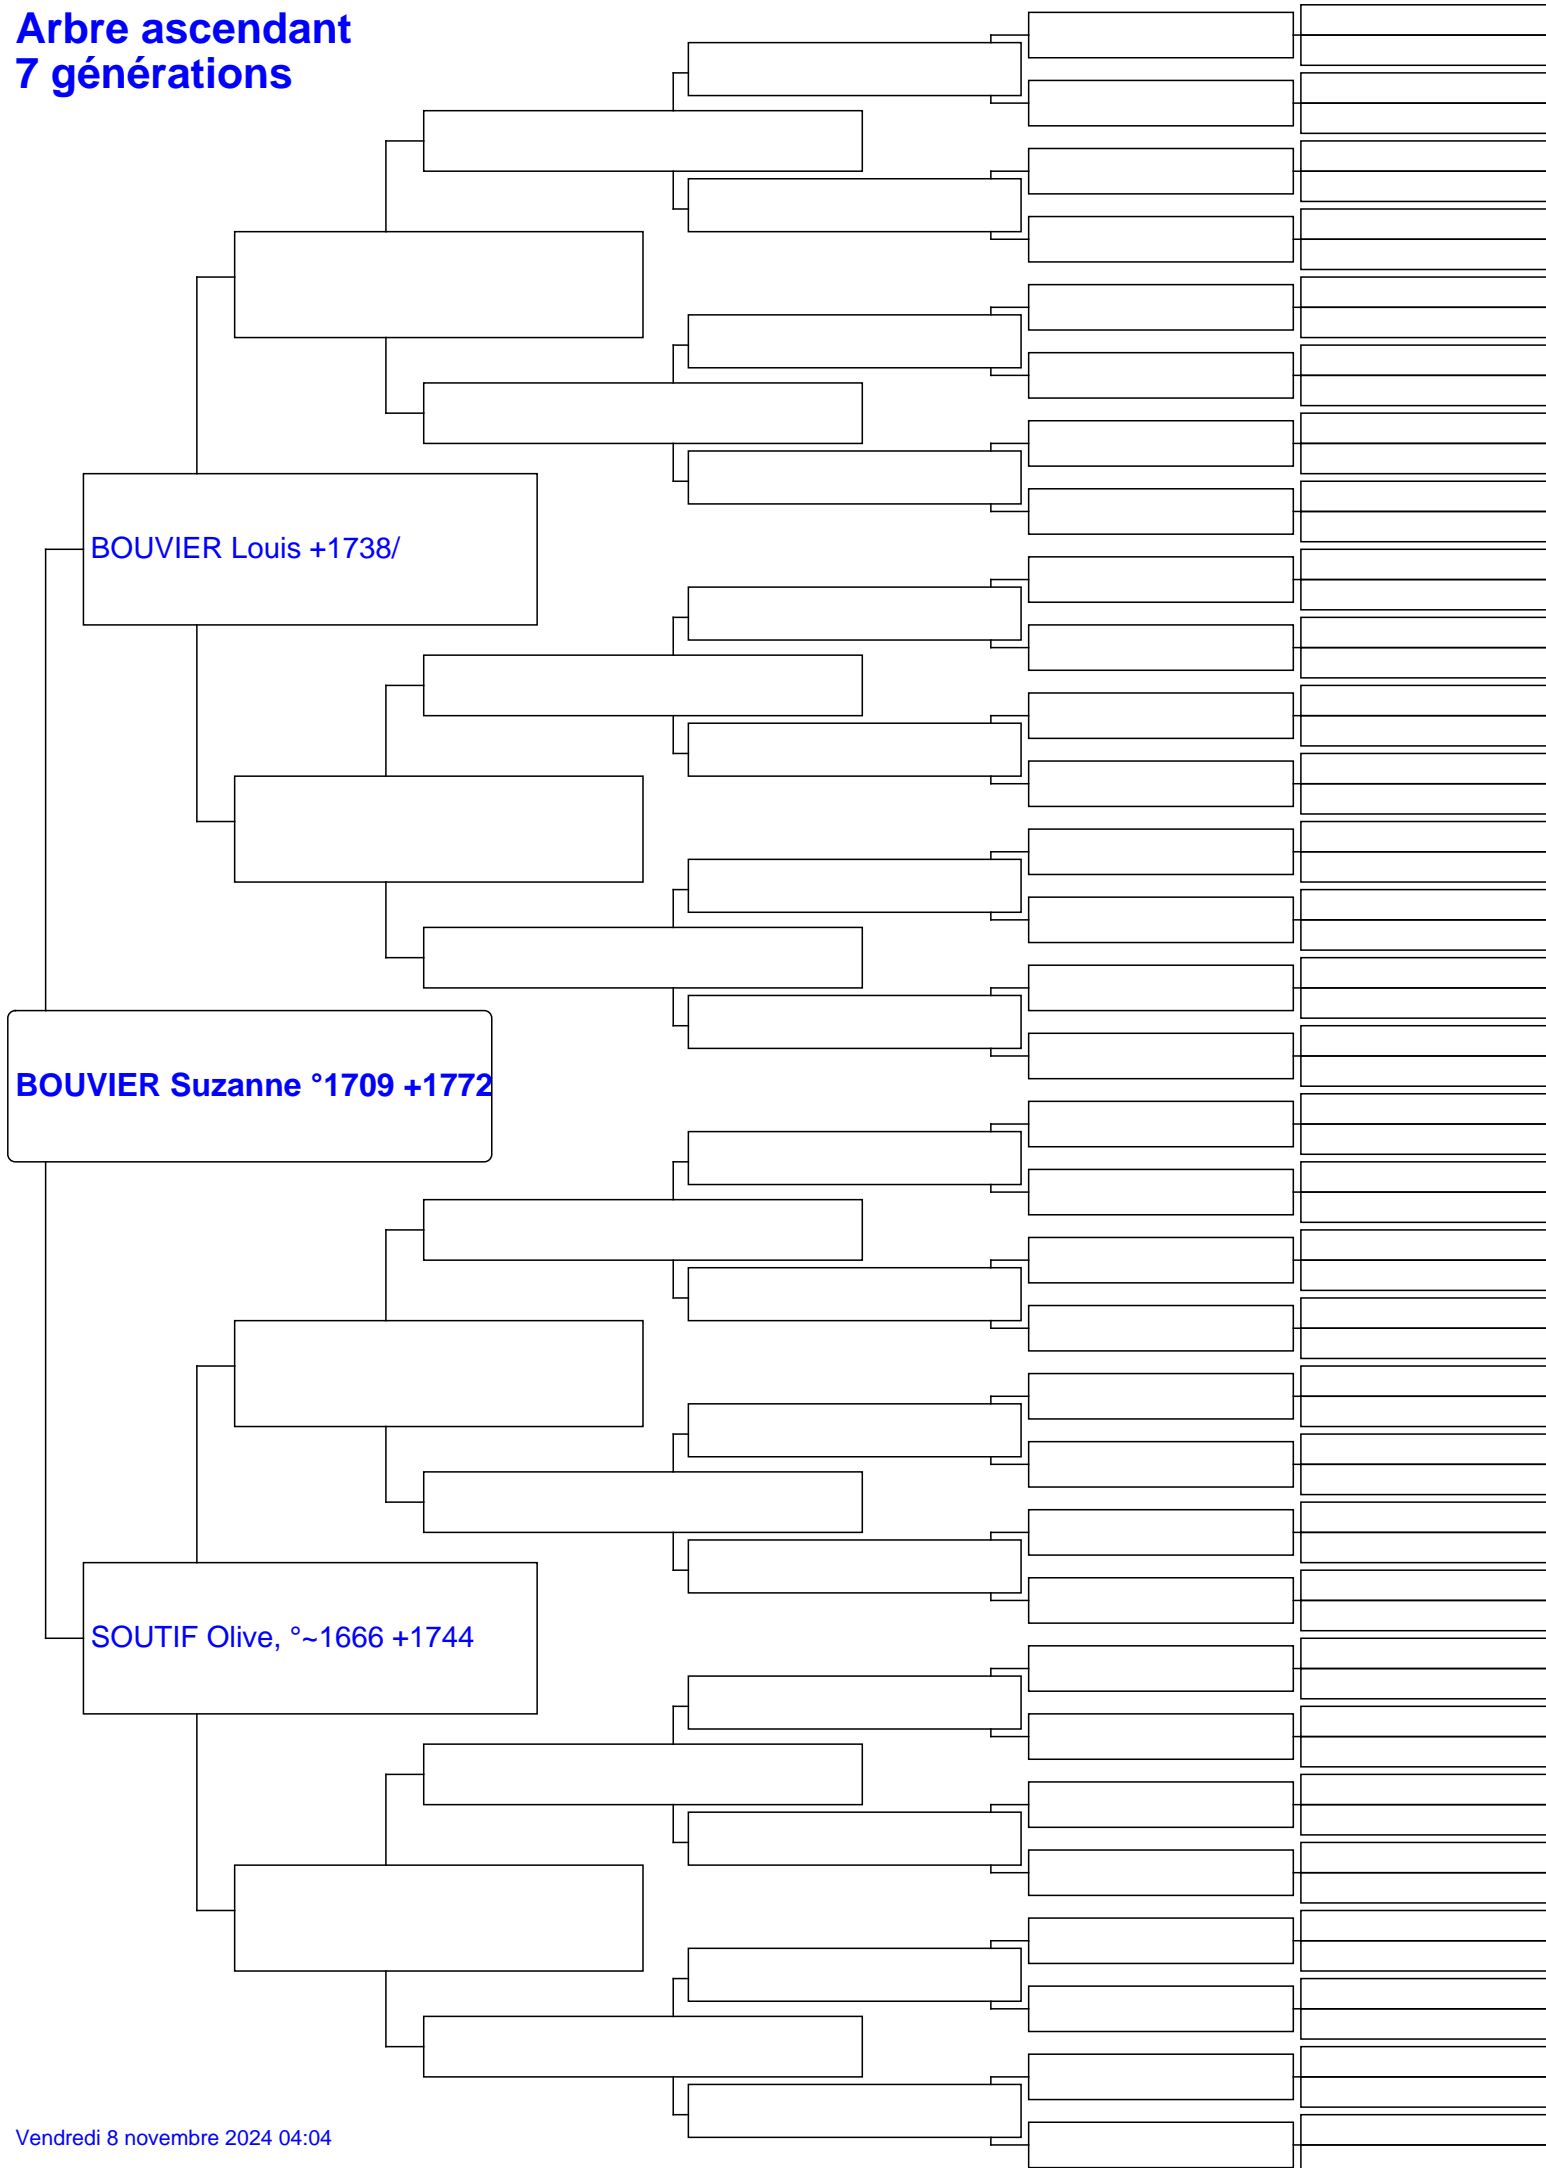 Arbre ascendant
7 générations
BOUVIER Louis +1738/
BOUVIER Suzanne °1709 +1772
SOUTIF Olive, °~1666 +1744
Vendredi 8 novembre 2024 04:04